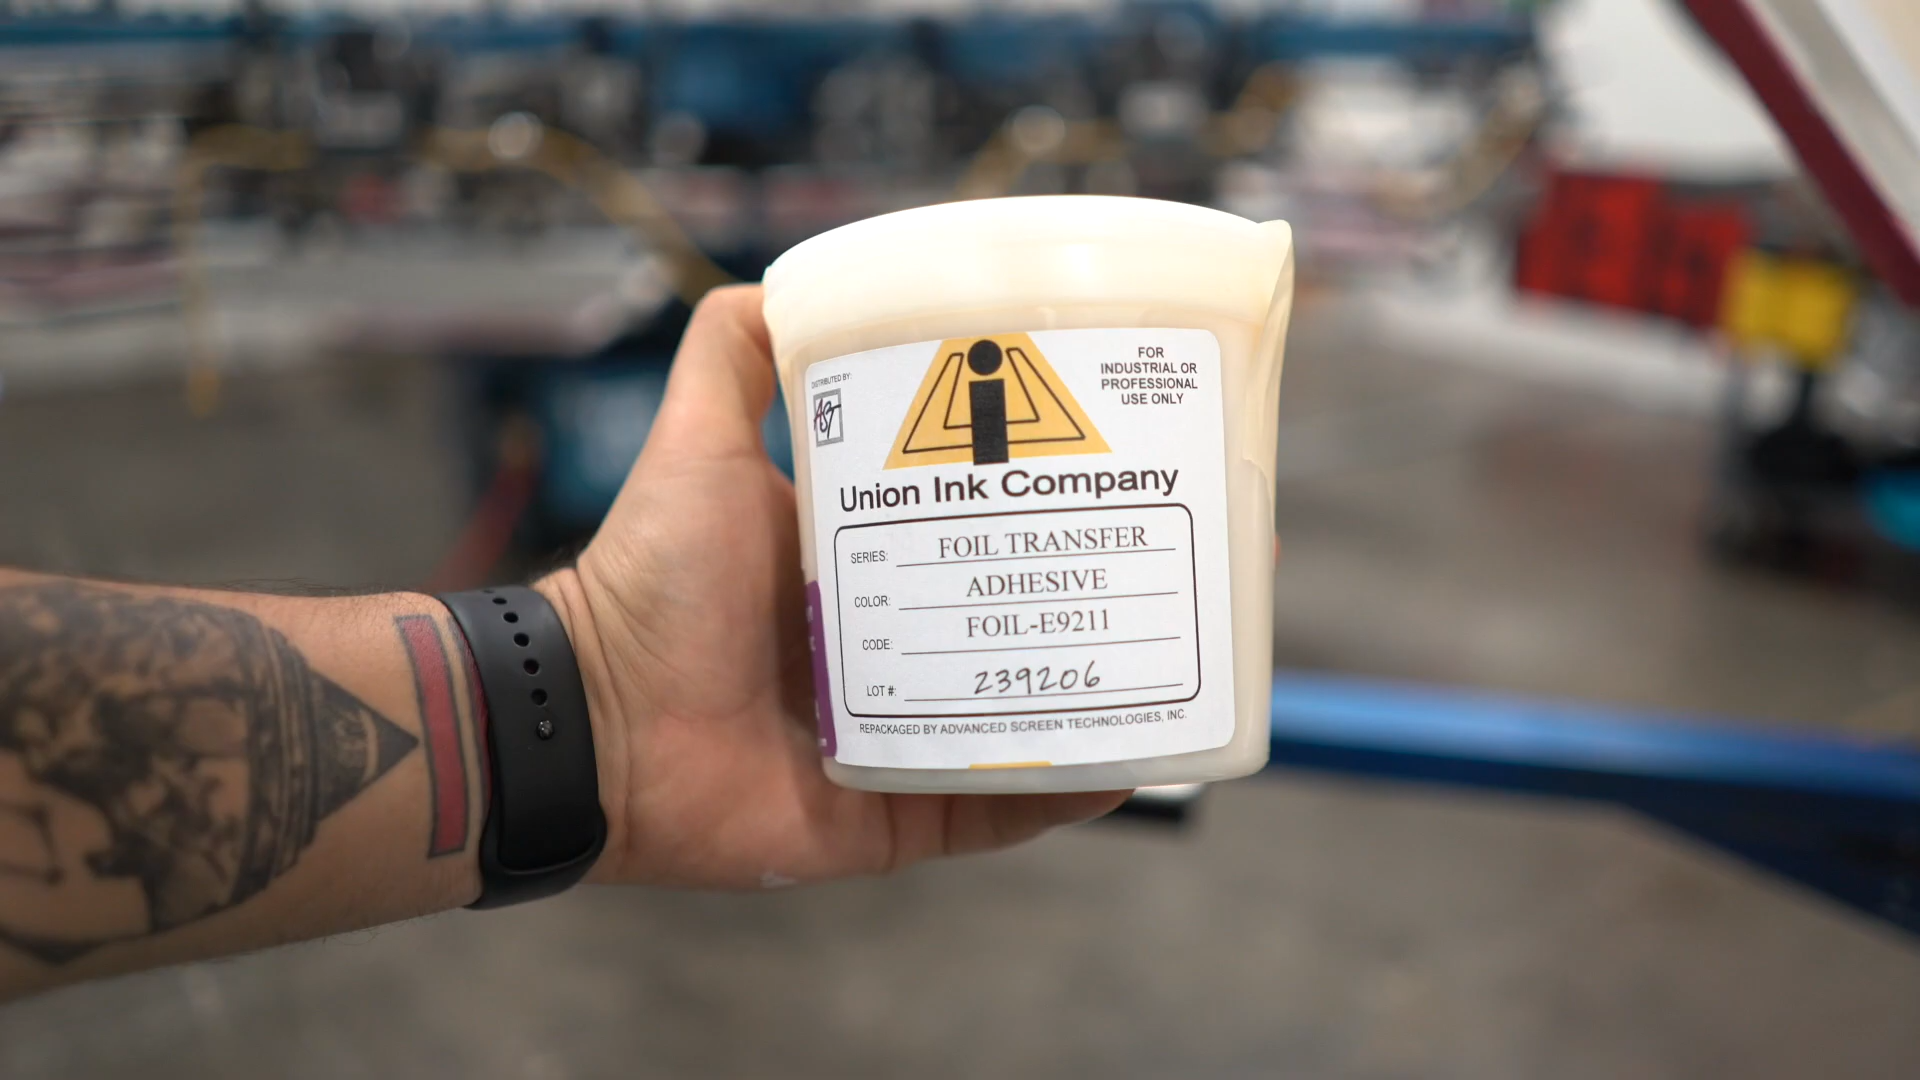 DISTRIBUTED BY:
AST
FOR
INDUSTRIAL OR
PROFESSIONAL
USE ONLY
Union Ink Company
SERIES: FOIL TRANSFER
COLOR: ADHESIVE
CODE: FOIL-E9211
LOT #: 239206
REPACKAGED BY ADVANCED SCREEN TECHNOLOGIES, INC.